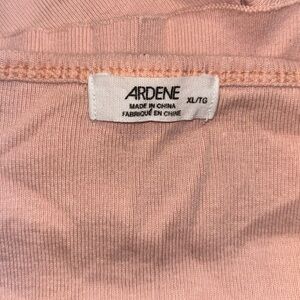 ARDENE
XL/TG
MADE IN CHINA
FABRIQUÉ EN CHINE